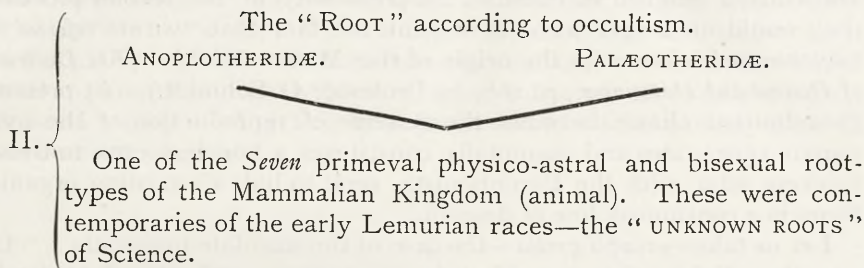 The “Root” according to occultism.
Anoplotheridæ. Palæotheridæ.
II.
One of the Seven primeval physico-astral and bisexual root-
types of the Mammalian Kingdom (animal). These were con-
temporaries of the early Lemurian races—the “ unknown roots ”
of Science.